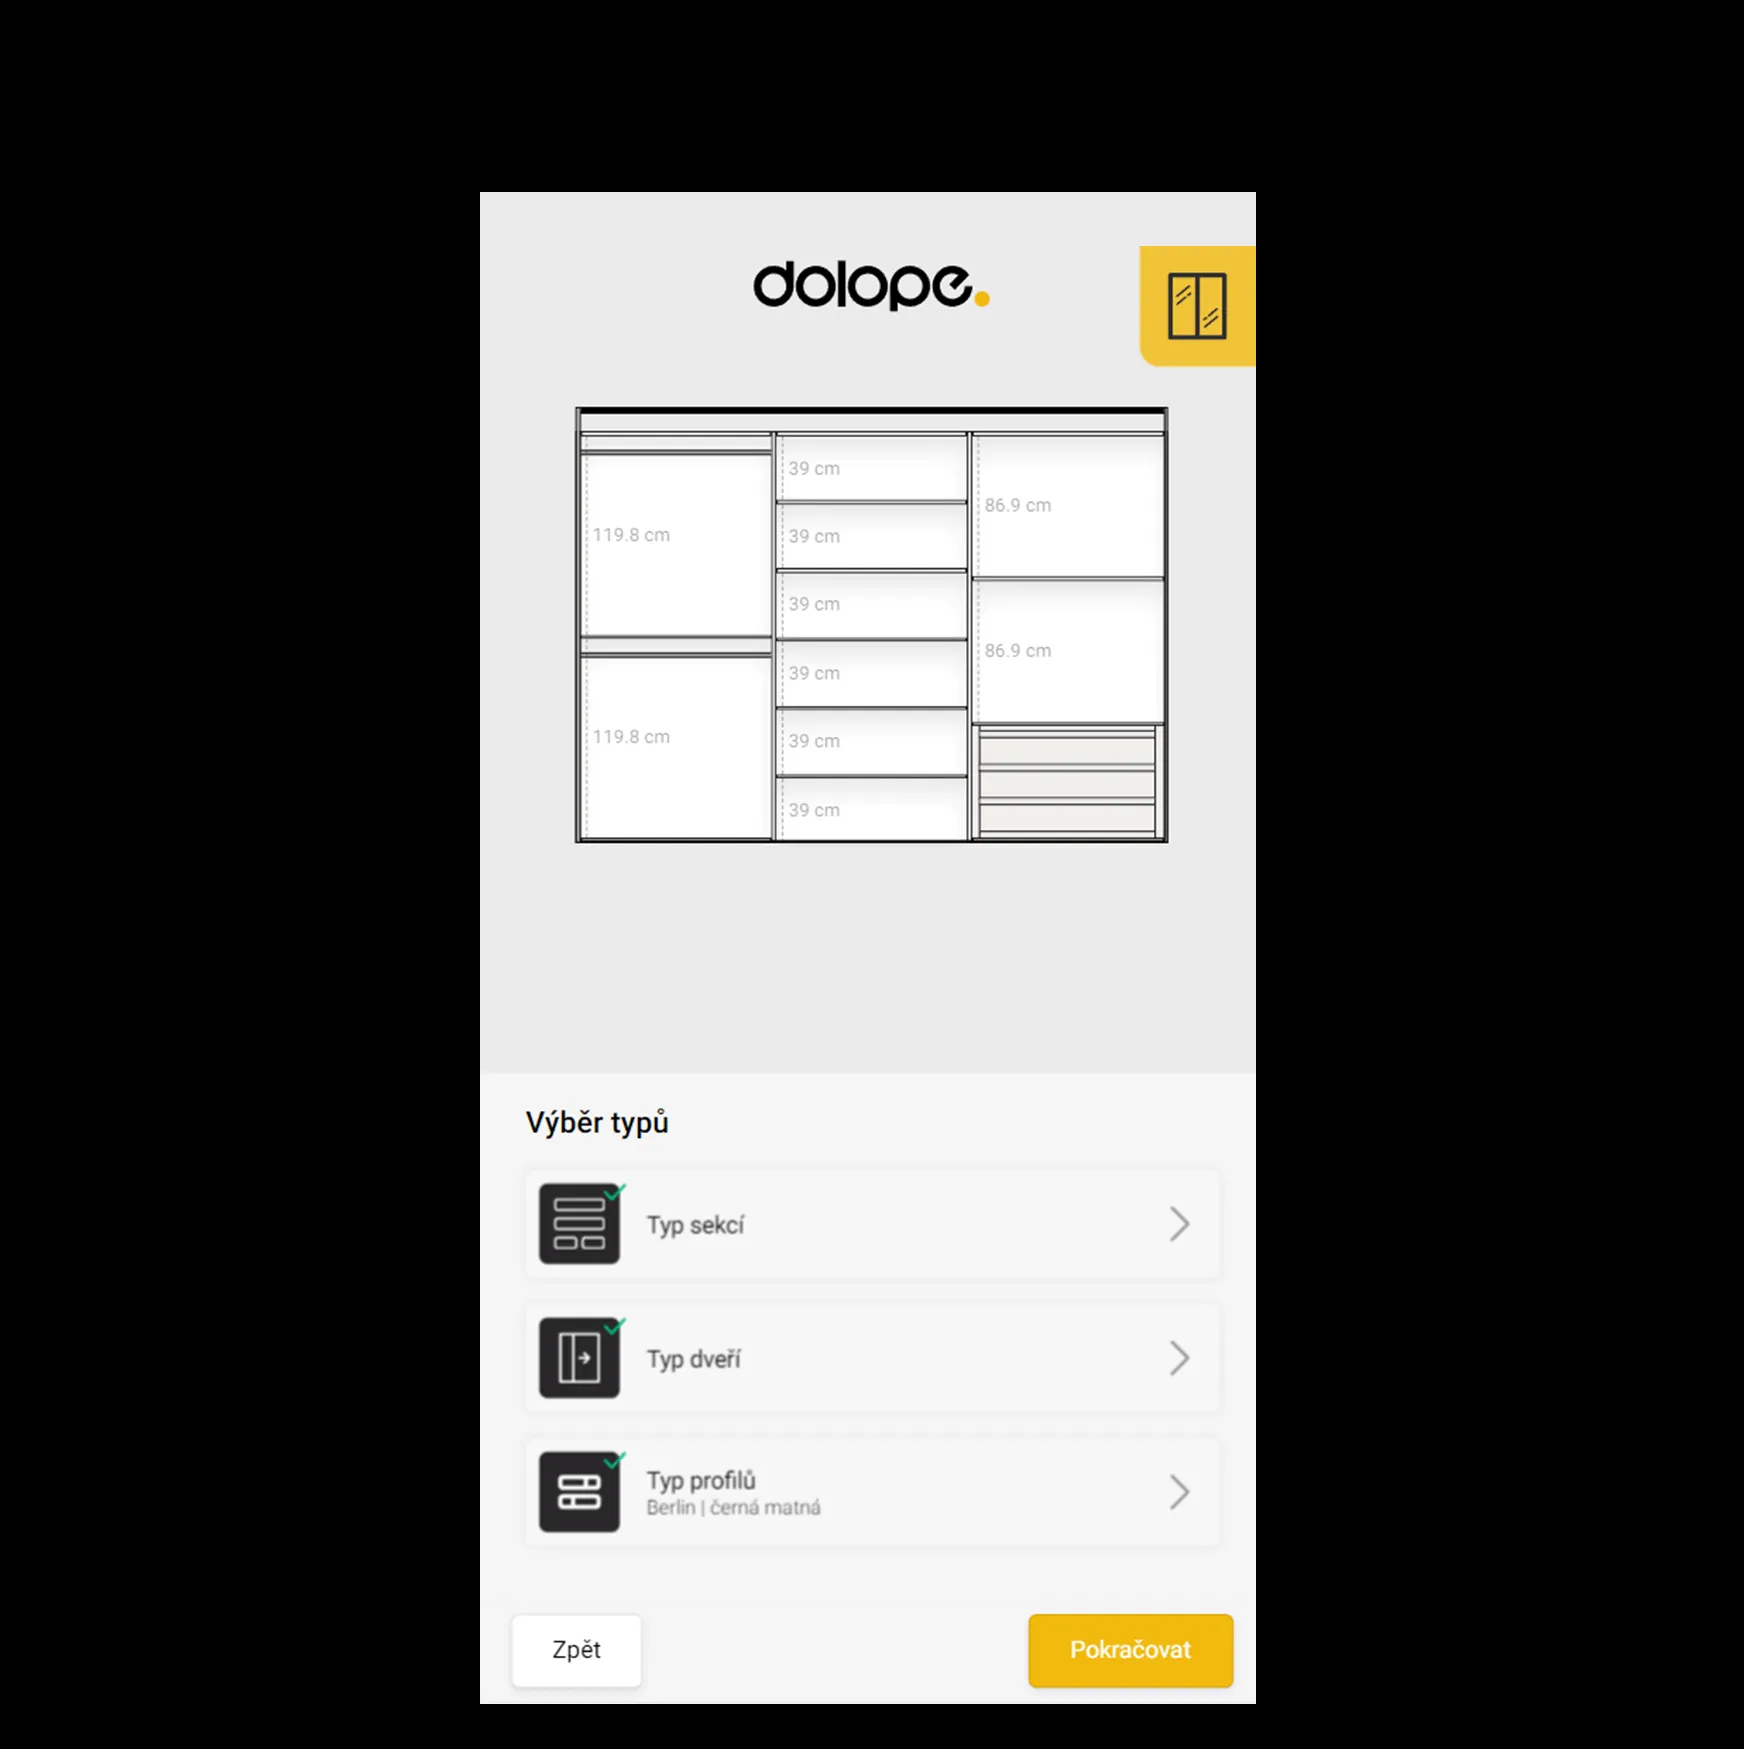 dolope.
119.8 cm
119.8 cm
39 cm
39 cm
39 cm
39 cm
39 cm
39 cm
86.9 cm
86.9 cm
Výběr typů
Typ sekcí
Typ dveří
Typ profilů
Berlin | černá matná
Zpět
Pokračovat